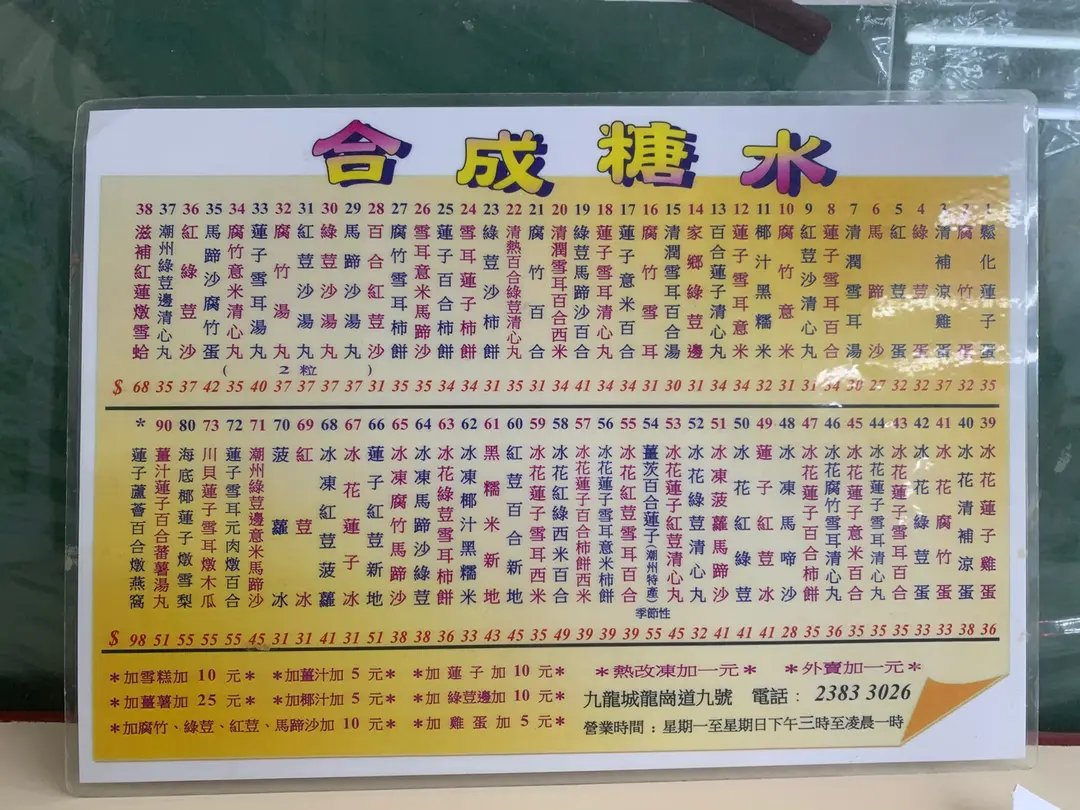 合成糖水
1 鬆化蓮子蛋 35
2 腐竹蛋 32
3 清補涼雞蛋 37
4 綠荳蛋 32
5 紅荳蛋 32
6 馬蹄沙 27
7 清潤雪耳湯 30
8 蓮子雪耳百合 34
9 紅荳沙清心丸 31
10 腐竹意米 31
11 椰汁黑糯米 32
12 蓮子雪耳意米 34
13 百合蓮子清心丸 34
14 家鄉綠荳邊 31
15 清潤雪耳百合湯 30
16 腐竹雪耳 31
17 蓮子意米百合 34
18 蓮子雪耳清心丸 34
19 綠荳馬蹄沙百合 41
20 清潤雪耳百合西米 34
21 腐竹百合 31
22 清熱百合綠荳清心丸 35
23 綠荳沙柿餅 31
24 雪耳蓮子柿餅 34
25 蓮子百合柿餅 34
26 雪耳意米馬蹄沙 35
27 腐竹雪耳柿餅 35
28 百合紅荳沙 31
29 馬蹄沙湯丸 37
30 綠荳沙湯丸 37
31 紅荳沙湯丸 37
32 腐竹湯丸 37
33 蓮子雪耳湯丸 40
34 腐竹意米清心丸 35
35 馬蹄沙腐竹蛋 42
36 紅綠荳沙 37
37 潮州綠荳邊清心丸 35
38 滋補紅蓮燉雪蛤 $ 68
( 2粒 )
39 冰花蓮子雞蛋 36
40 冰花清補涼蛋 38
41 冰花腐竹蛋 33
42 冰花綠荳蛋 33
43 冰花蓮子雪耳百合 35
44 冰花蓮子雪耳清心丸 35
45 冰花蓮子意米百合 35
46 冰花腐竹雪耳清心丸 36
47 冰花蓮子百合柿餅 35
48 冰凍馬啼沙 28
49 蓮子紅荳冰 41
50 冰花紅綠荳 41
51 冰凍菠蘿馬蹄沙 41
52 冰花綠荳清心丸 32
53 冰花蓮子紅荳清心丸 45
54 薑茨百合蓮子(潮州特產) 季節性 55
55 冰花紅荳雪耳百合 49
56 冰花蓮子雪耳意米柿餅 49
57 冰花蓮子百合柿餅西米 39
58 冰花紅綠西米百合 49
59 冰花蓮子雪耳西米 35
60 紅荳百合新地 45
61 黑糯米新地 43
62 冰凍椰汁黑糯米 33
63 冰花綠荳雪耳柿餅 36
64 冰凍馬蹄沙綠荳 38
65 冰凍腐竹馬蹄沙 38
66 蓮子紅荳新地 51
67 冰花蓮子冰 31
68 冰凍紅荳菠蘿 41
69 紅荳冰 31
70 菠蘿冰 31
71 潮州綠荳邊意米馬蹄沙 45
72 蓮子雪耳元肉燉百合 55
73 川貝蓮子雪耳燉木瓜 55
80 海底椰蓮子燉雪梨 55
90 薑汁蓮子百合蕃薯湯丸 51
* 蓮子蘆薈百合燉燕窩 $ 98
*加雪糕加 10 元* *加薑汁加 5 元* *加蓮子加 10 元*
*加薑薯加 25 元* *加椰汁加 5 元* *加綠荳邊加 10 元*
*加腐竹、綠荳、紅荳、馬蹄沙加 10 元* *加雞蛋加 5 元*
*熱改凍加一元* *外賣加一元*
九龍城龍崗道九號 電話: 2383 3026
營業時間:星期一至星期日下午三時至凌晨一時